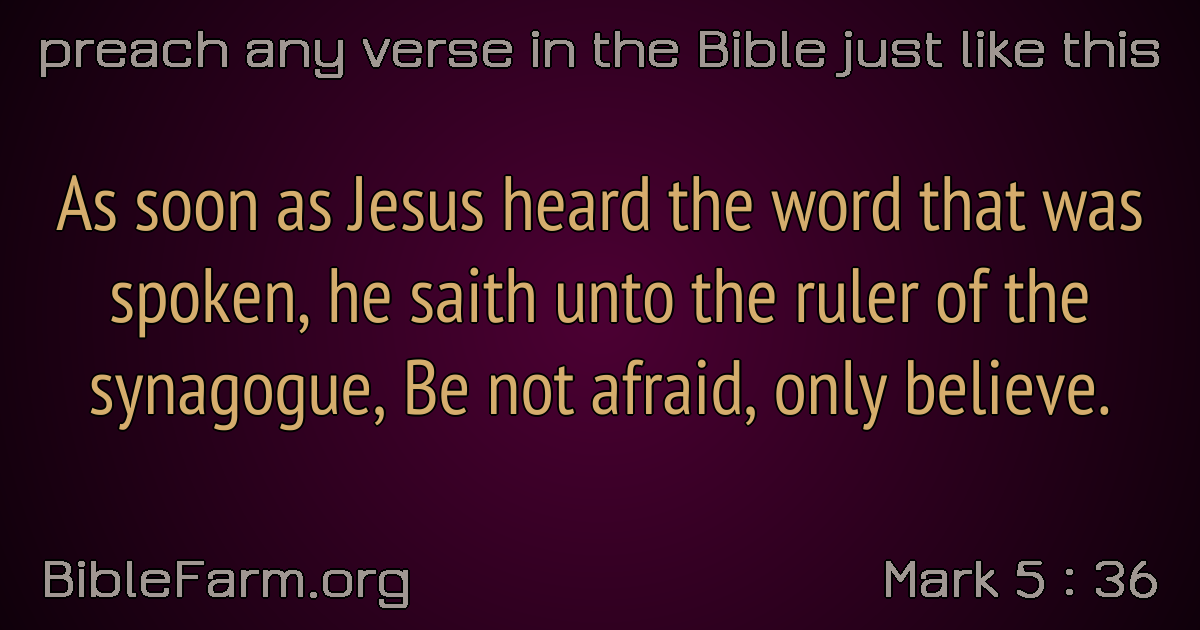 preach any verse in the Bible just like this
As soon as Jesus heard the word that was
spoken, he saith unto the ruler of the
synagogue, Be not afraid, only believe.
BibleFarm.org
Mark 5 : 36